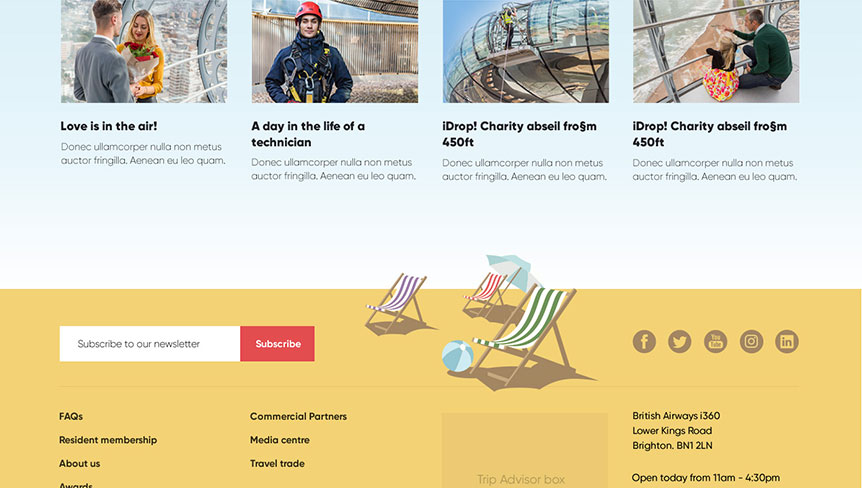 Love is in the air!
Donec ullamcorper nulla non metus
auctor fringilla. Aenean eu leo quam.
A day in the life of a
technician
Donec ullamcorper nulla non metus
auctor fringilla. Aenean eu leo quam.
iDrop! Charity abseil fro§m
450ft
Donec ullamcorper nulla non metus
auctor fringilla. Aenean eu leo quam.
iDrop! Charity abseil fro§m
450ft
Donec ullamcorper nulla non metus
auctor fringilla. Aenean eu leo quam.
Subscribe to our newsletter
Subscribe
You
Tube
FAQs
Resident membership
About us
Awards
Commercial Partners
Media centre
Travel trade
Trip Advisor box
British Airways i360
Lower Kings Road
Brighton. BN1 2LN
Open today from 11am - 4:30pm